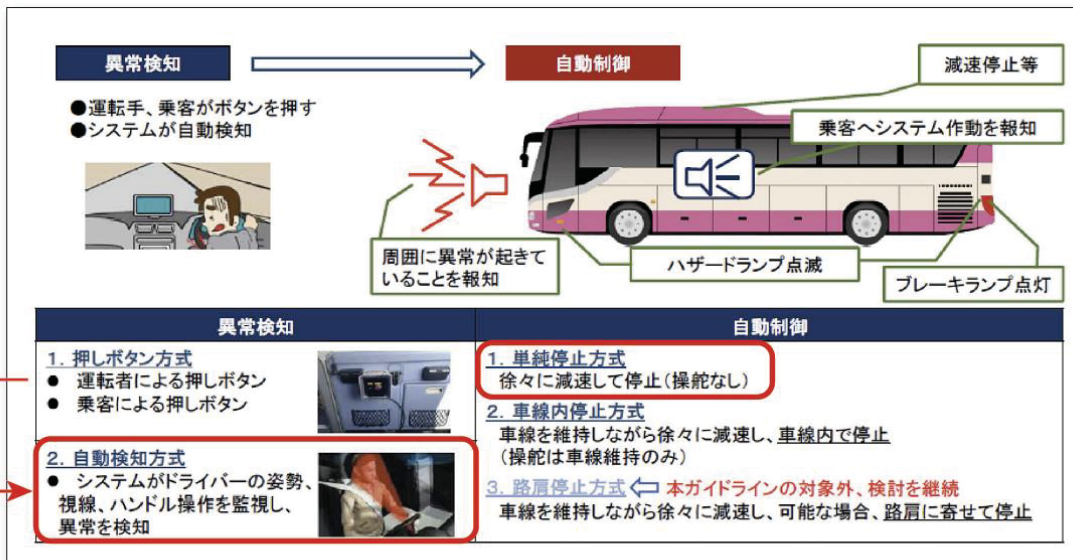 異常検知
自動制御
●運転手、乗客がボタンを押す
●システムが自動検知
減速停止等
乗客へシステム作動を報知
周囲に異常が起きて
いることを報知
ハザードランプ点滅
ブレーキランプ点灯
異常検知
自動制御
1. 押しボタン方式
● 運転者による押しボタン
● 乗客による押しボタン
2. 自動検知方式
● システムがドライバーの姿勢、
視線、ハンドル操作を監視し、
異常を検知
1. 単純停止方式
徐々に減速して停止(操舵なし)
2. 車線内停止方式
車線を維持しながら徐々に減速し、車線内で停止
(操舵は車線維持のみ)
3. 路肩停止方式 ⇦ 本ガイドラインの対象外、検討を継続
車線を維持しながら徐々に減速し、可能な場合、路肩に寄せて停止